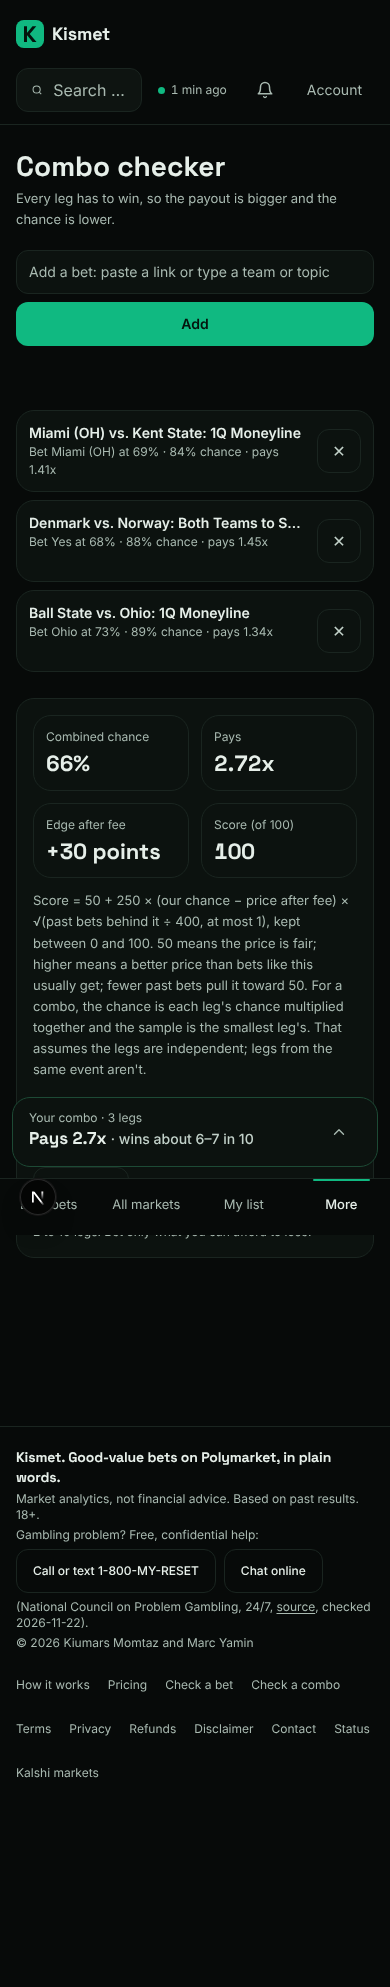 Kismet
Search ...
1 min ago
Account
Combo checker
Every leg has to win, so the payout is bigger and the
chance is lower.
Add a bet: paste a link or type a team or topic
Add
Miami (OH) vs. Kent State: 1Q Moneyline
Bet Miami (OH) at 69% · 84% chance · pays
1.41x
Denmark vs. Norway: Both Teams to S...
Bet Yes at 68% · 88% chance · pays 1.45x
Ball State vs. Ohio: 1Q Moneyline
Bet Ohio at 73% · 89% chance · pays 1.34x
Combined chance
66%
Pays
2.72x
Edge after fee
+30 points
Score (of 100)
100
Score = 50 + 250 × (our chance − price after fee) ×
√(past bets behind it ÷ 400, at most 1), kept
between 0 and 100. 50 means the price is fair;
higher means a better price than bets like this
usually get; fewer past bets pull it toward 50. For a
combo, the chance is each leg's chance multiplied
together and the sample is the smallest leg's. That
assumes the legs are independent; legs from the
same event aren't.
Your combo · 3 legs
Pays 2.7x · wins about 6–7 in 10
N
bets
All markets
My list
More
Kismet. Good-value bets on Polymarket, in plain
words.
Market analytics, not financial advice. Based on past results.
18+.
Gambling problem? Free, confidential help:
Call or text 1-800-MY-RESET
Chat online
(National Council on Problem Gambling, 24/7, source, checked
2026-11-22).
© 2026 Kiumars Momtaz and Marc Yamin
How it works
Pricing
Check a bet
Check a combo
Terms
Privacy
Refunds
Disclaimer
Contact
Status
Kalshi markets